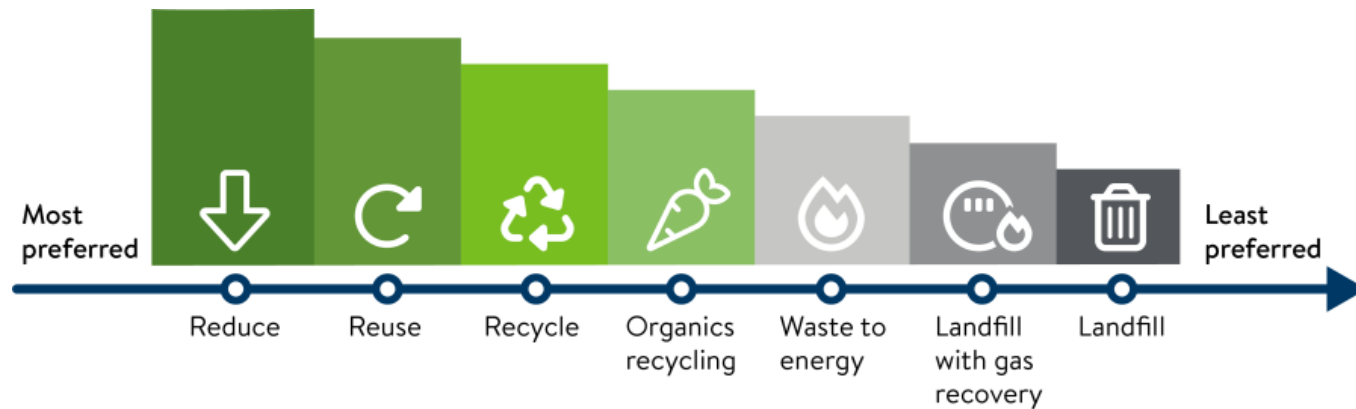 Most
preferred
Least
preferred
Reduce
Reuse
Recycle
Organics
recycling
Waste to
energy
Landfill
with gas
recovery
Landfill